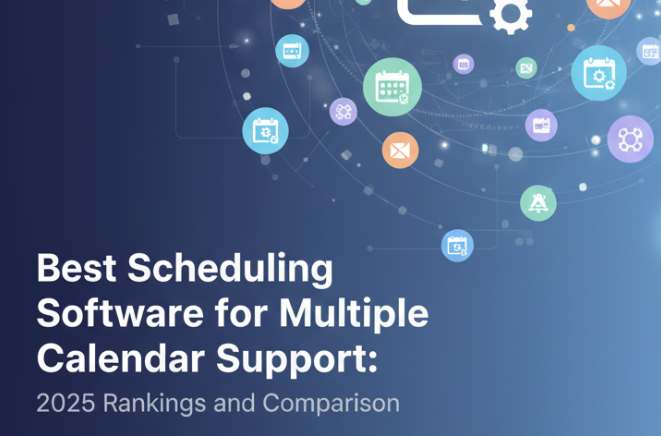 Best Scheduling
Software for Multiple
Calendar Support:
2025 Rankings and Comparison